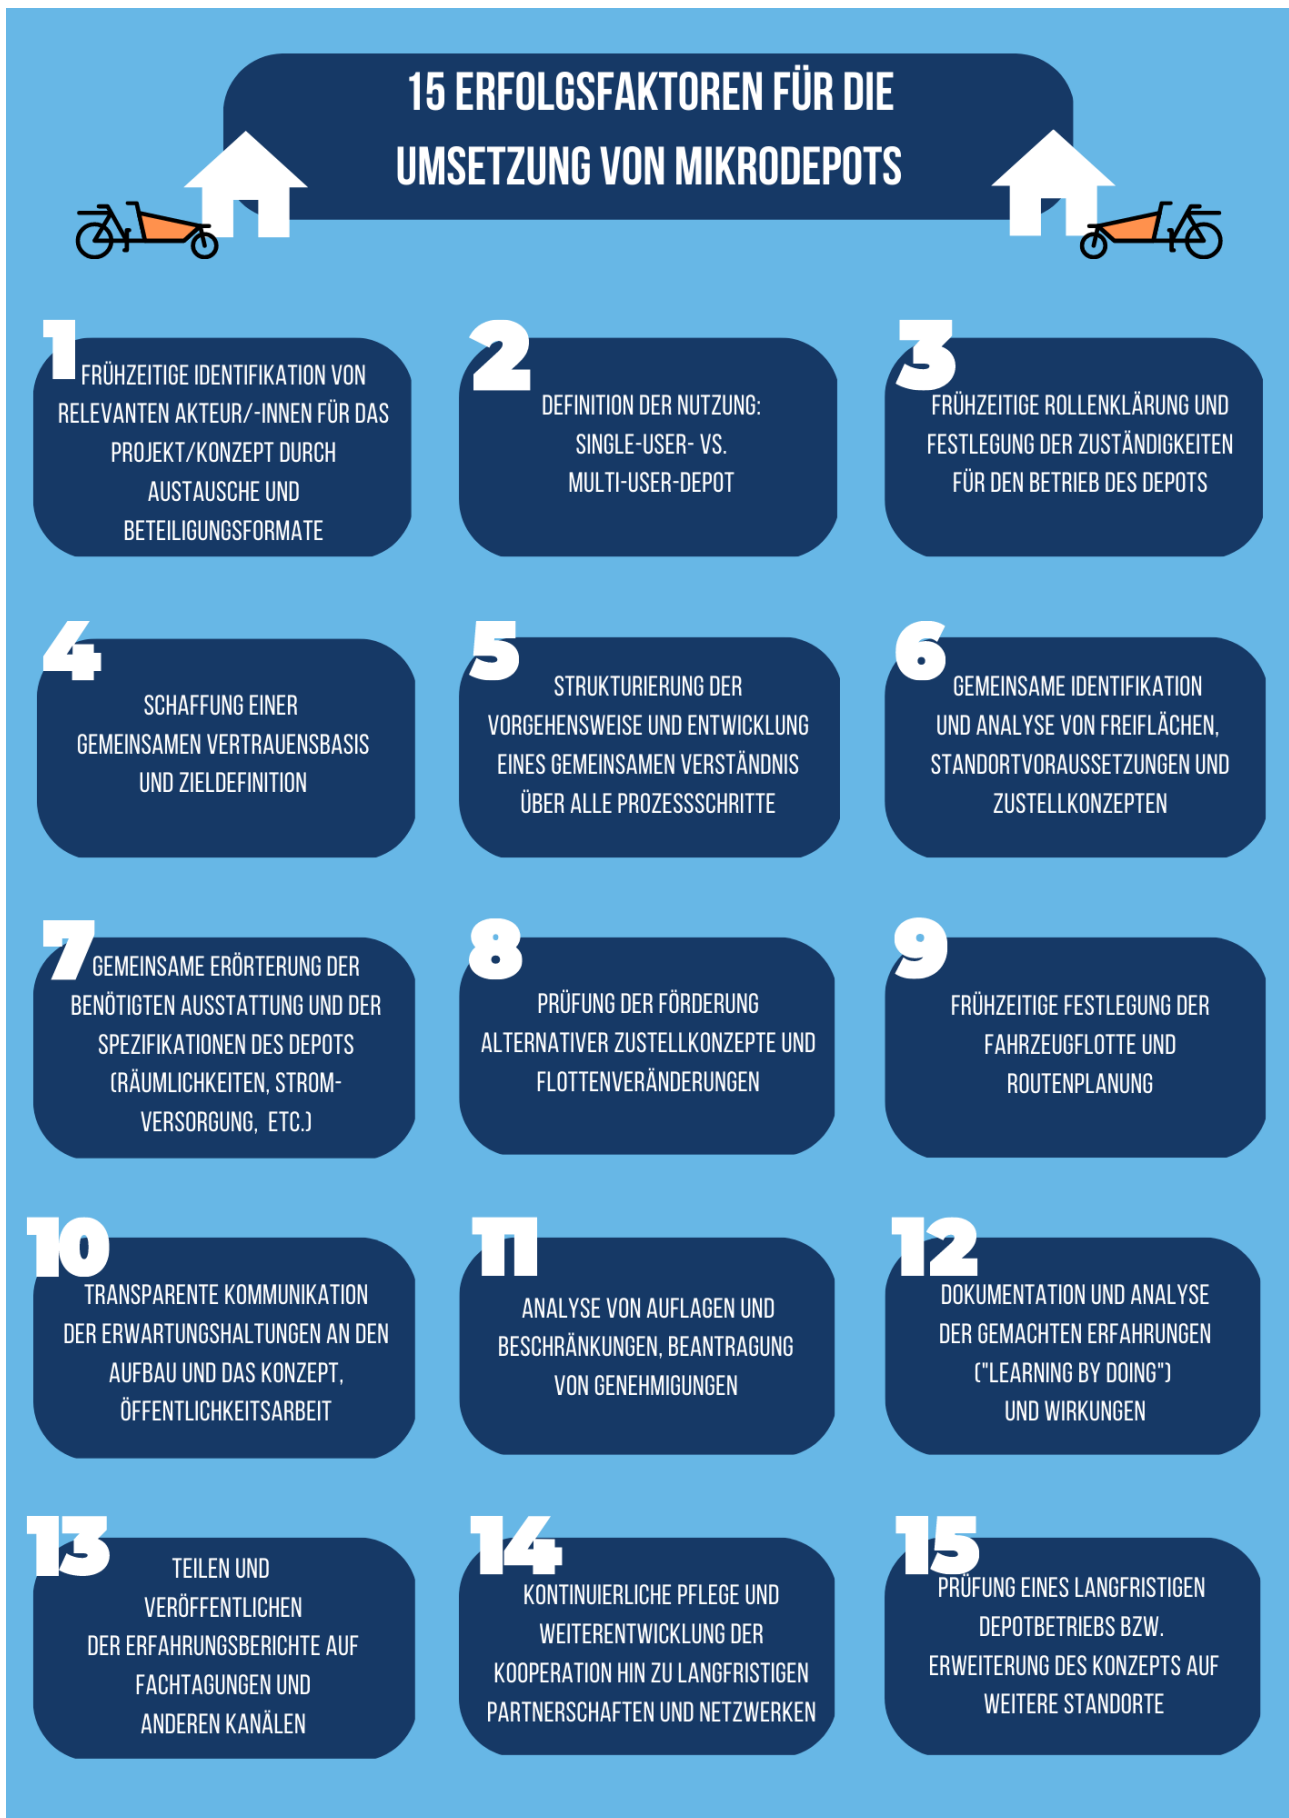 15 ERFOLGSFAKTOREN FÜR DIE
UMSETZUNG VON MIKRODEPOTS
1
FRÜHZEITIGE IDENTIFIKATION VON
RELEVANTEN AKTEUR/-INNEN FÜR DAS
PROJEKT/KONZEPT DURCH
AUSTAUSCHE UND
BETEILIGUNGSFORMATE
2
DEFINITION DER NUTZUNG:
SINGLE-USER- VS.
MULTI-USER-DEPOT
3
FRÜHZEITIGE ROLLENKLÄRUNG UND
FESTLEGUNG DER ZUSTÄNDIGKEITEN
FÜR DEN BETRIEB DES DEPOTS
4
SCHAFFUNG EINER
GEMEINSAMEN VERTRAUENSBASIS
UND ZIELDEFINITION
5
STRUKTURIERUNG DER
VORGEHENSWEISE UND ENTWICKLUNG
EINES GEMEINSAMEN VERSTÄNDNIS
ÜBER ALLE PROZESSSCHRITTE
6
GEMEINSAME IDENTIFIKATION
UND ANALYSE VON FREIFLÄCHEN,
STANDORTVORAUSSETZUNGEN UND
ZUSTELLKONZEPTEN
7
GEMEINSAME ERÖRTERUNG DER
BENÖTIGTEN AUSSTATTUNG UND DER
SPEZIFIKATIONEN DES DEPOTS
(RÄUMLICHKEITEN, STROM-
VERSORGUNG, ETC.)
8
PRÜFUNG DER FÖRDERUNG
ALTERNATIVER ZUSTELLKONZEPTE UND
FLOTTENVERÄNDERUNGEN
9
FRÜHZEITIGE FESTLEGUNG DER
FAHRZEUGFLOTTE UND
ROUTENPLANUNG
10
TRANSPARENTE KOMMUNIKATION
DER ERWARTUNGSHALTUNGEN AN DEN
AUFBAU UND DAS KONZEPT,
ÖFFENTLICHKEITSARBEIT
11
ANALYSE VON AUFLAGEN UND
BESCHRÄNKUNGEN, BEANTRAGUNG
VON GENEHMIGUNGEN
12
DOKUMENTATION UND ANALYSE
DER GEMACHTEN ERFAHRUNGEN
("LEARNING BY DOING")
UND WIRKUNGEN
13
TEILEN UND
VERÖFFENTLICHEN
DER ERFAHRUNGSBERICHTE AUF
FACHTAGUNGEN UND
ANDEREN KANÄLEN
14
KONTINUIERLICHE PFLEGE UND
WEITERENTWICKLUNG DER
KOOPERATION HIN ZU LANGFRISTIGEN
PARTNERSCHAFTEN UND NETZWERKEN
15
PRÜFUNG EINES LANGFRISTIGEN
DEPOTBETRIEBS BZW.
ERWEITERUNG DES KONZEPTS AUF
WEITERE STANDORTE